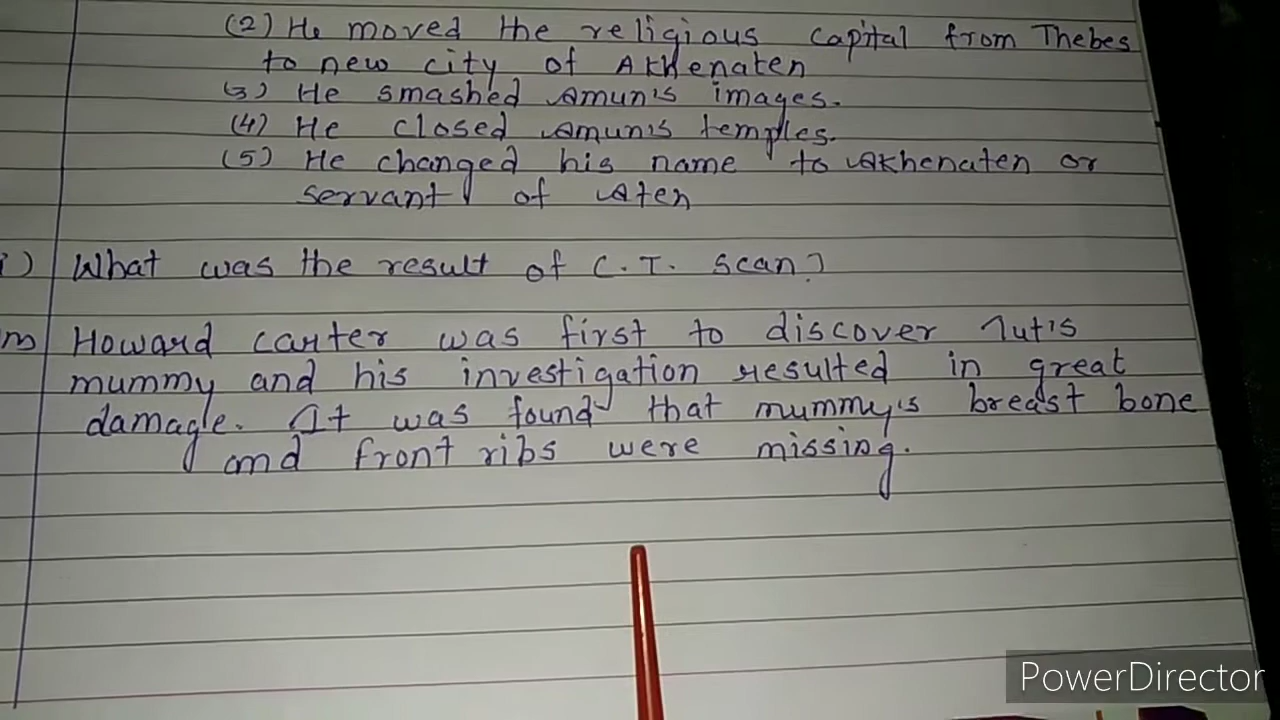 (2) He moved the religious capital from Thebes
to new city of Akhenaten
(3) He smashed Amun's images.
(4) He closed Amun's temples.
(5) He changed his name to Akhenaten or
servant of Aten
i) What was the result of C.T. scan?
Howard carter was first to discover Tut's
mummy and his investigation resulted in great
damage. It was found that mummy's breast bone
and front ribs were missing.
PowerDirector